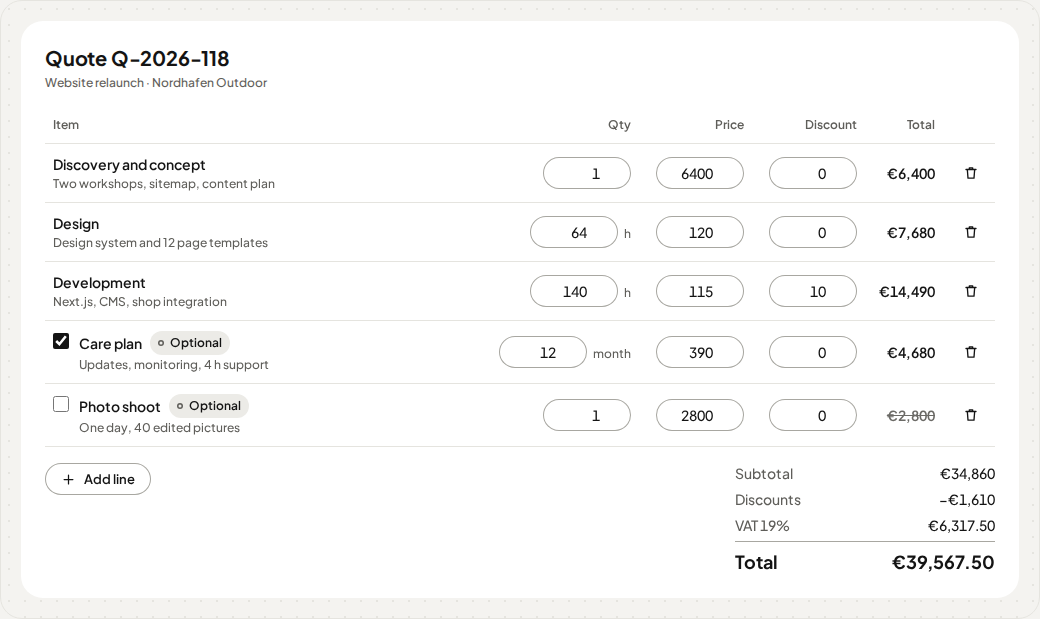 Quote Q-2026-118
Website relaunch · Nordhafen Outdoor
Item Qty Price Discount Total
Discovery and concept
Two workshops, sitemap, content plan
1 6400 0 €6,400
Design
Design system and 12 page templates
64 h 120 0 €7,680
Development
Next.js, CMS, shop integration
140 h 115 10 €14,490
Care plan Optional
Updates, monitoring, 4 h support
12 month 390 0 €4,680
Photo shoot Optional
One day, 40 edited pictures
1 2800 0 €2,800
Add line
Subtotal €34,860
Discounts −€1,610
VAT 19% €6,317.50
Total €39,567.50